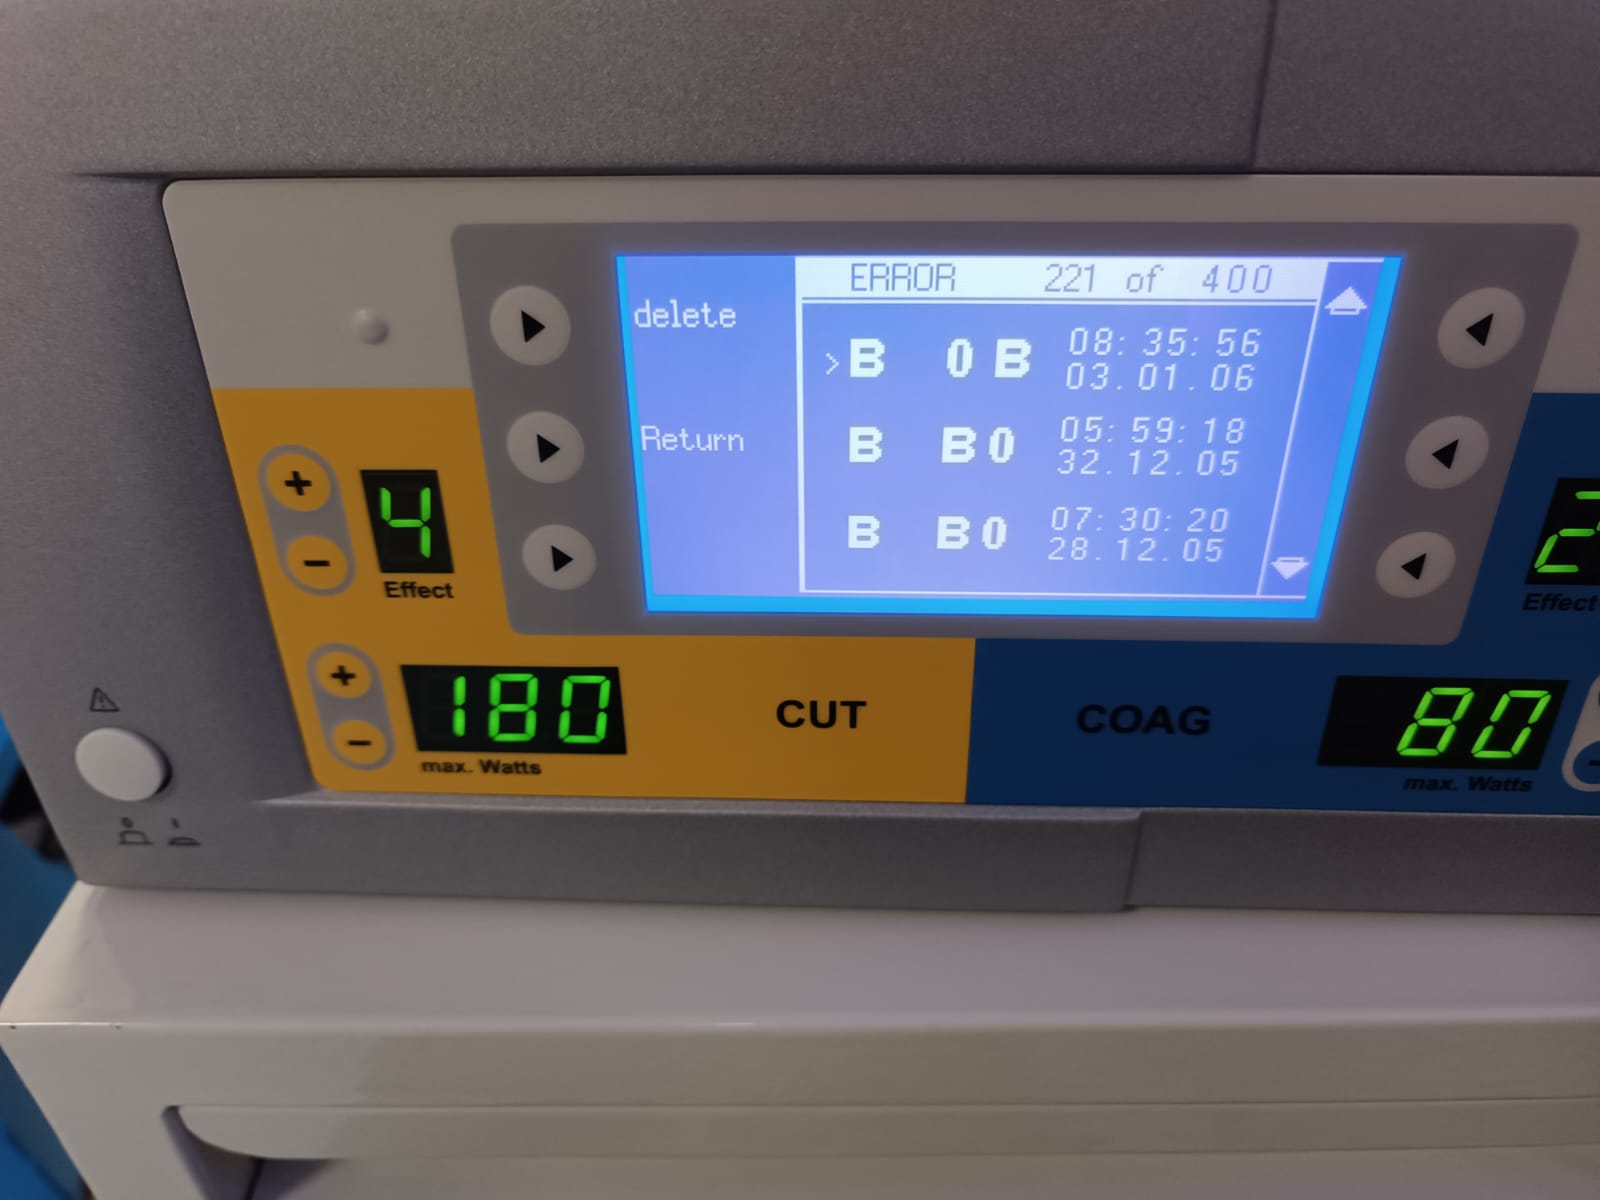 ERROR 221 of 400
delete
>B 0B 08:35:56
03.01.06
Return
B B0 05:59:18
32.12.05
B B0 07:30:20
28.12.05
+
-
4
Effect
2
Effect
+
-
180
max. Watts
CUT
COAG
80
max. Watts
-
0 I